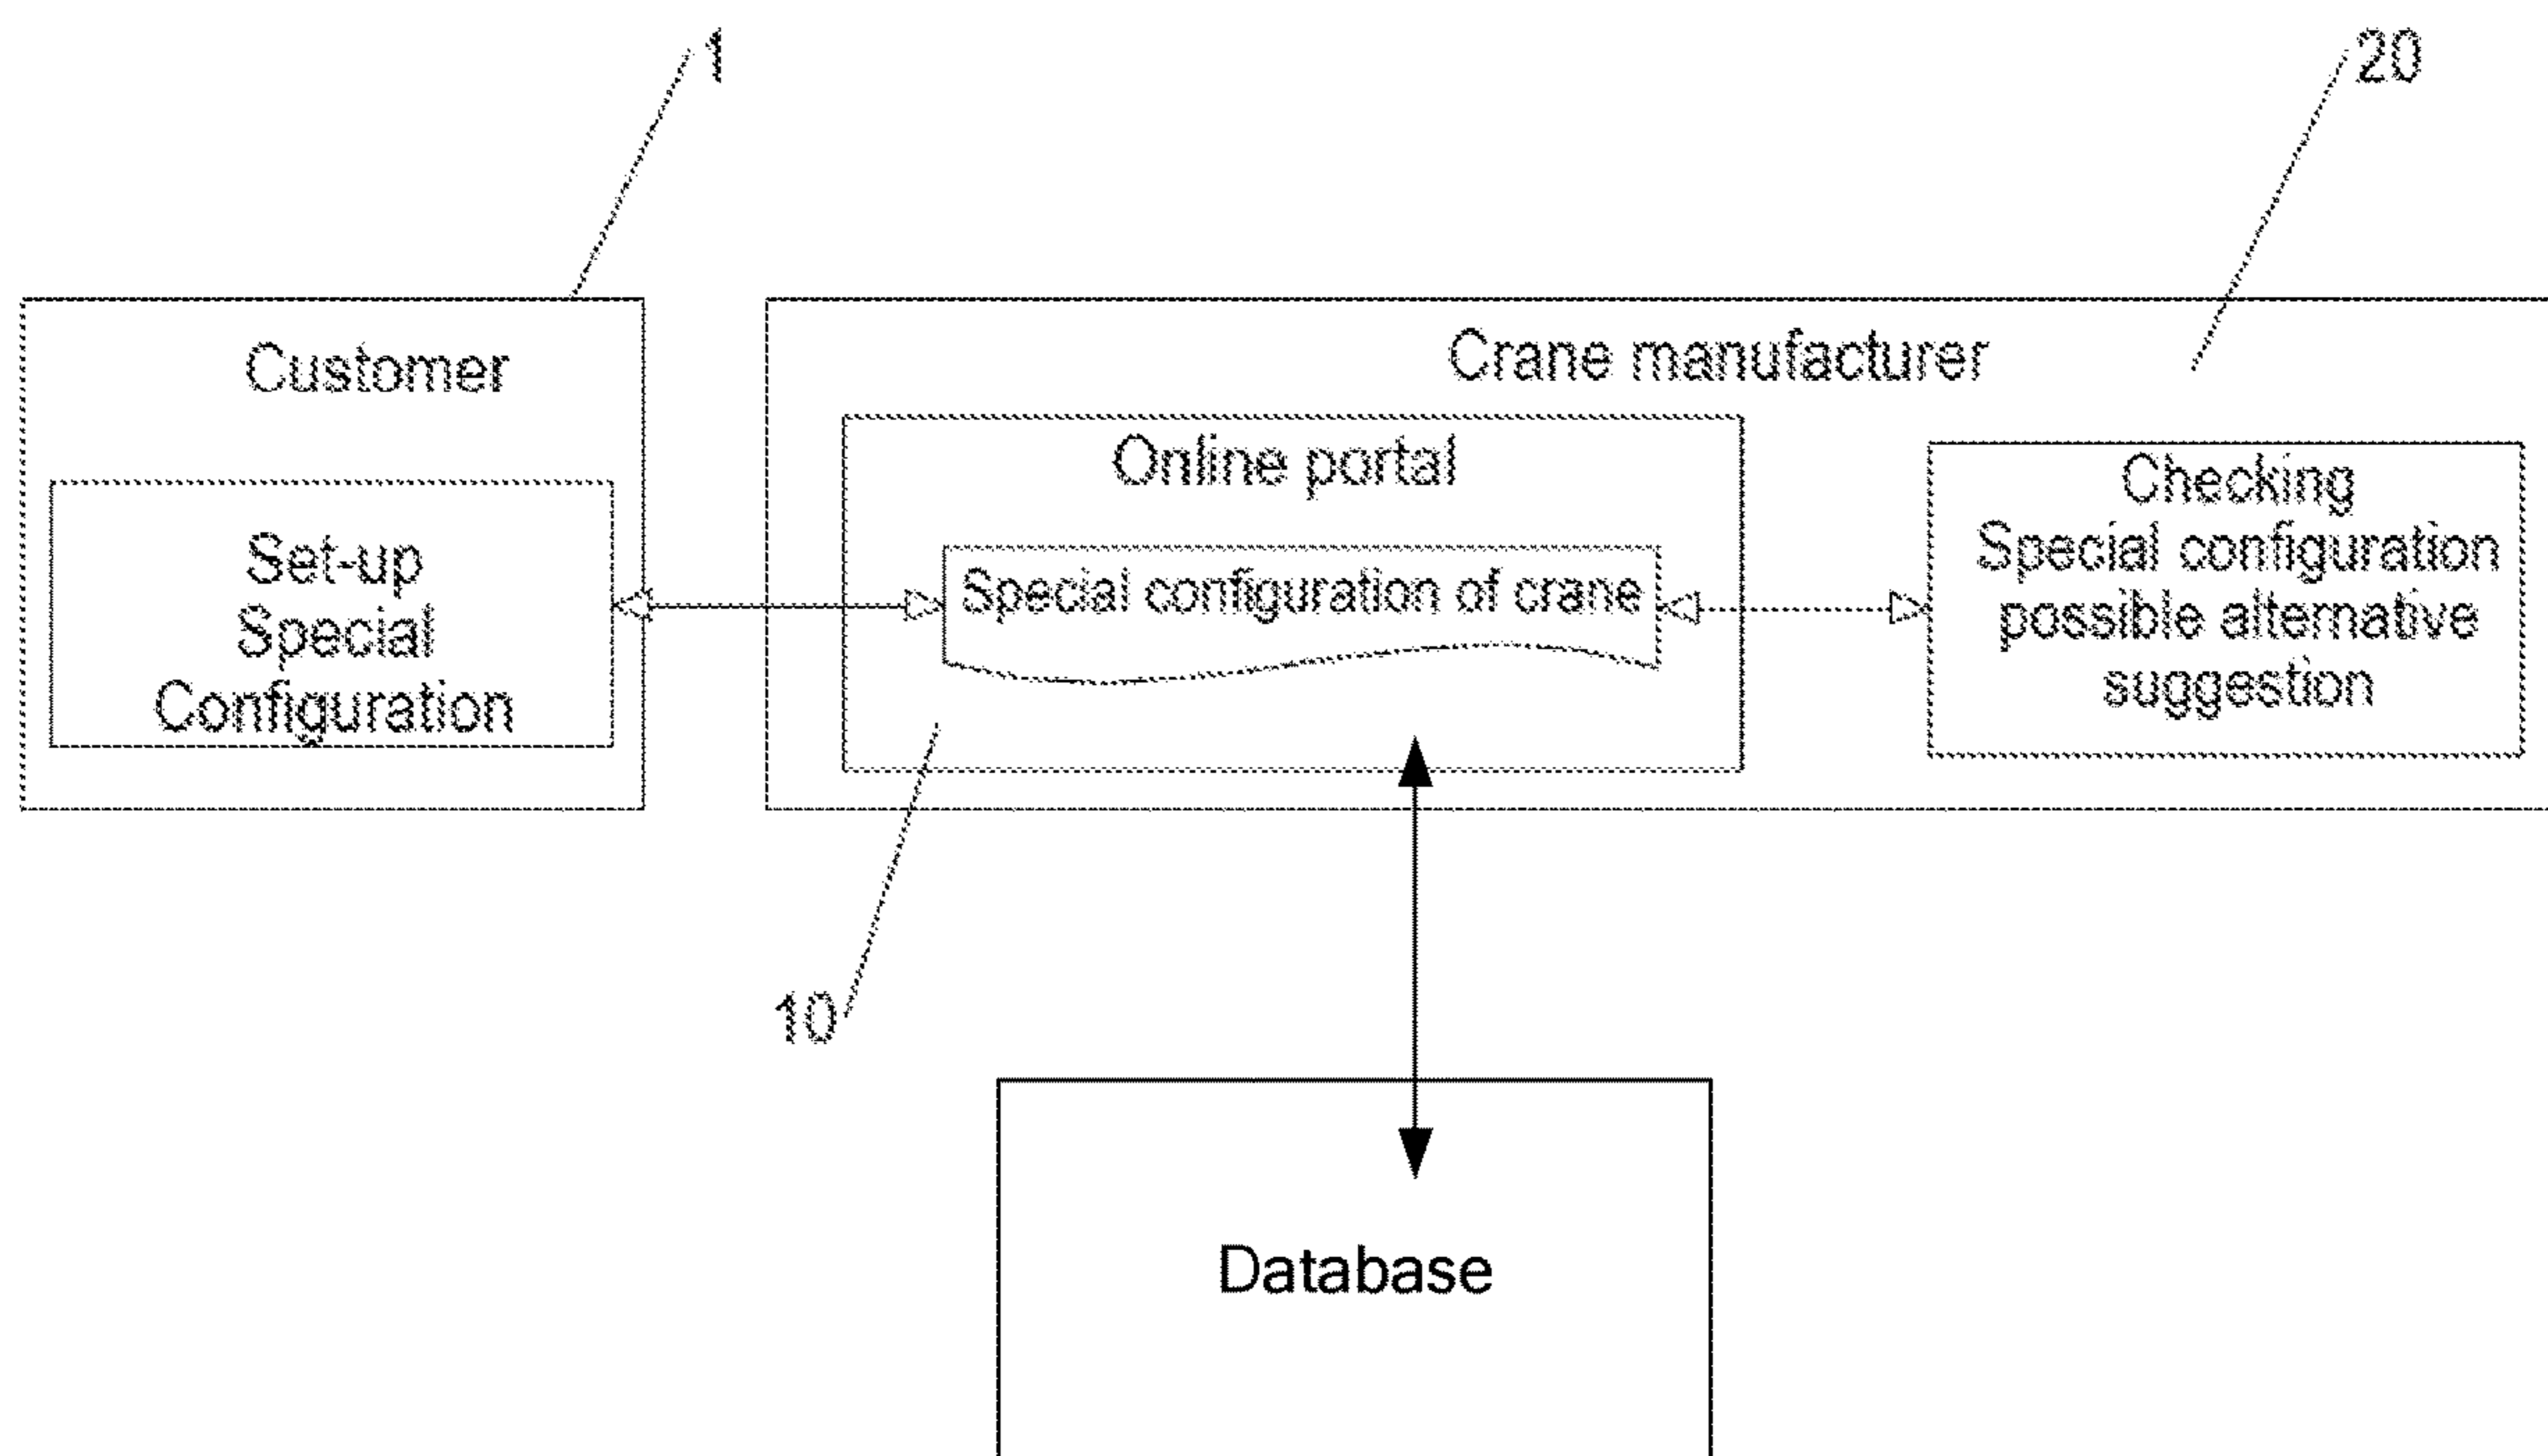 1
20
Customer
Crane manufacturer
Online portal
Set-up
Special
Configuration
Special configuration of crane
Checking
Special configuration
possible alternative
suggestion
10
Database